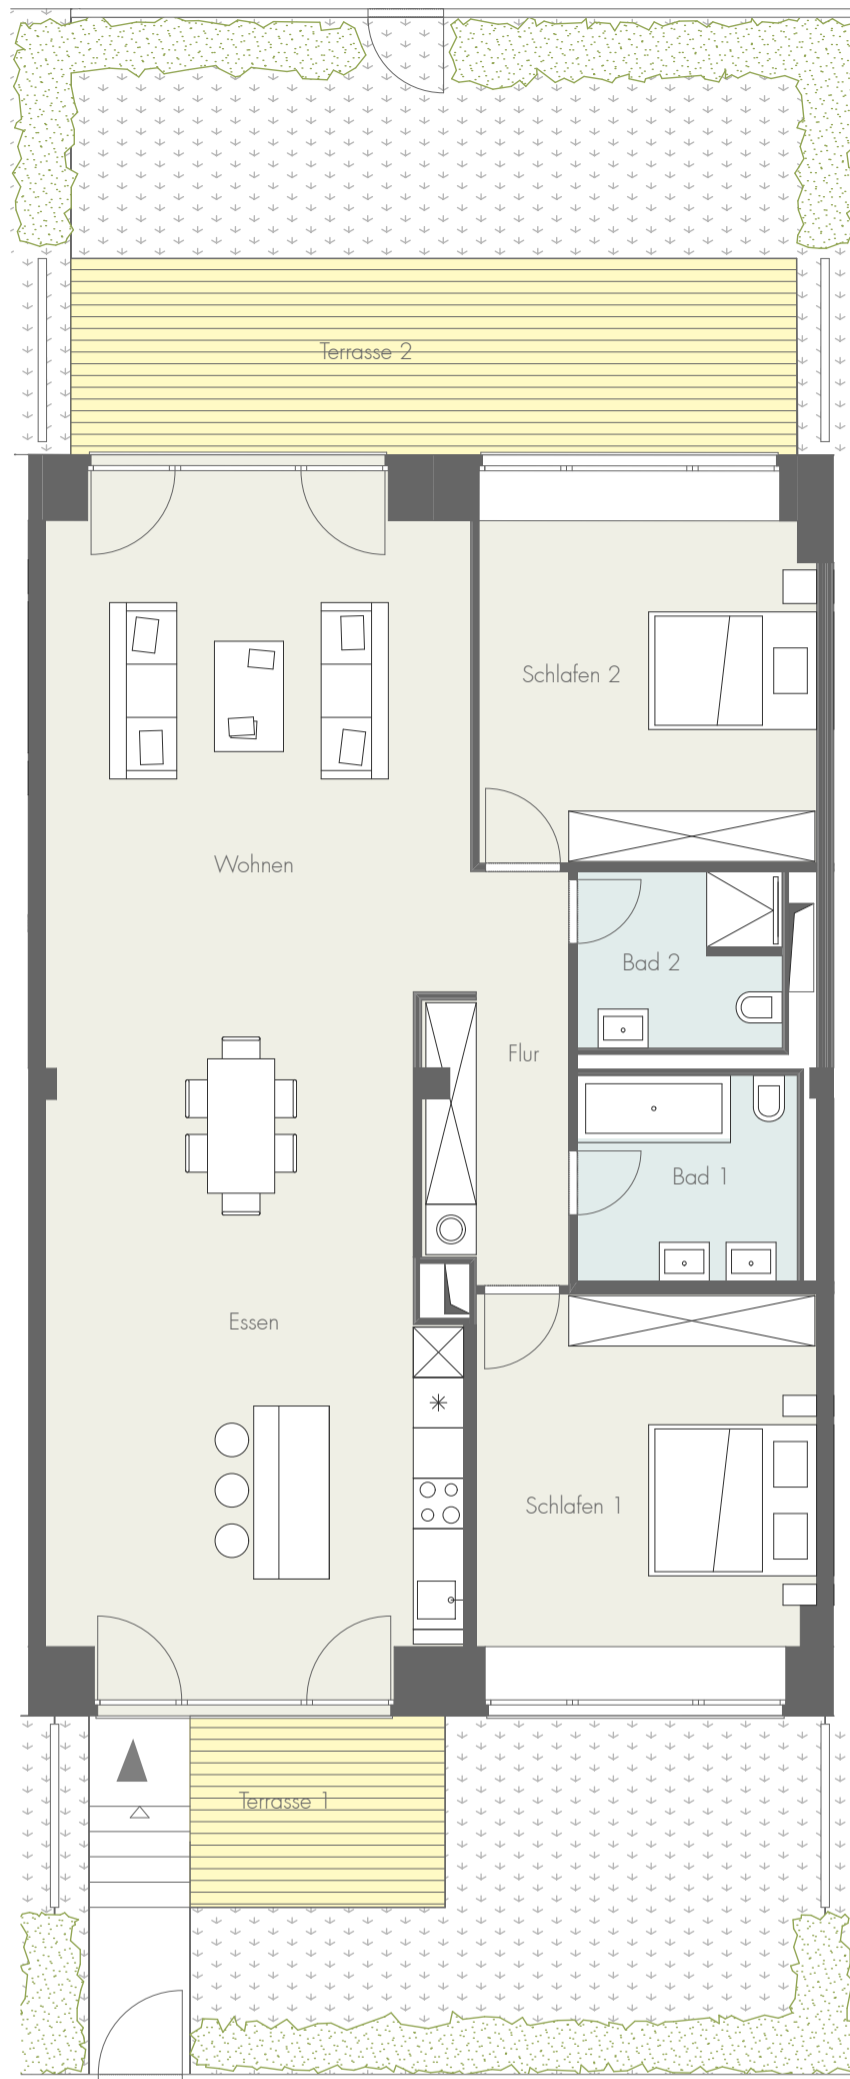 Terrasse 2
Schlafen 2
Wohnen
Bad 2
Flur
Bad 1
Essen
Schlafen 1
Terrasse 1